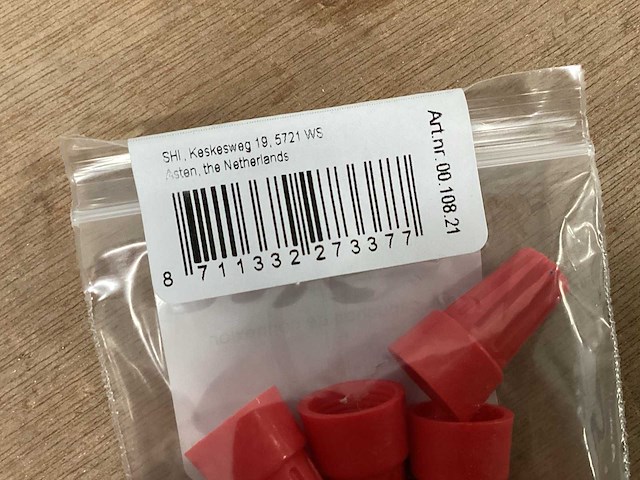 SHI, Keskesweg 19, 5721 WS
Asten, the Netherlands
8 711332 273377
Art.nr. 00.108.21